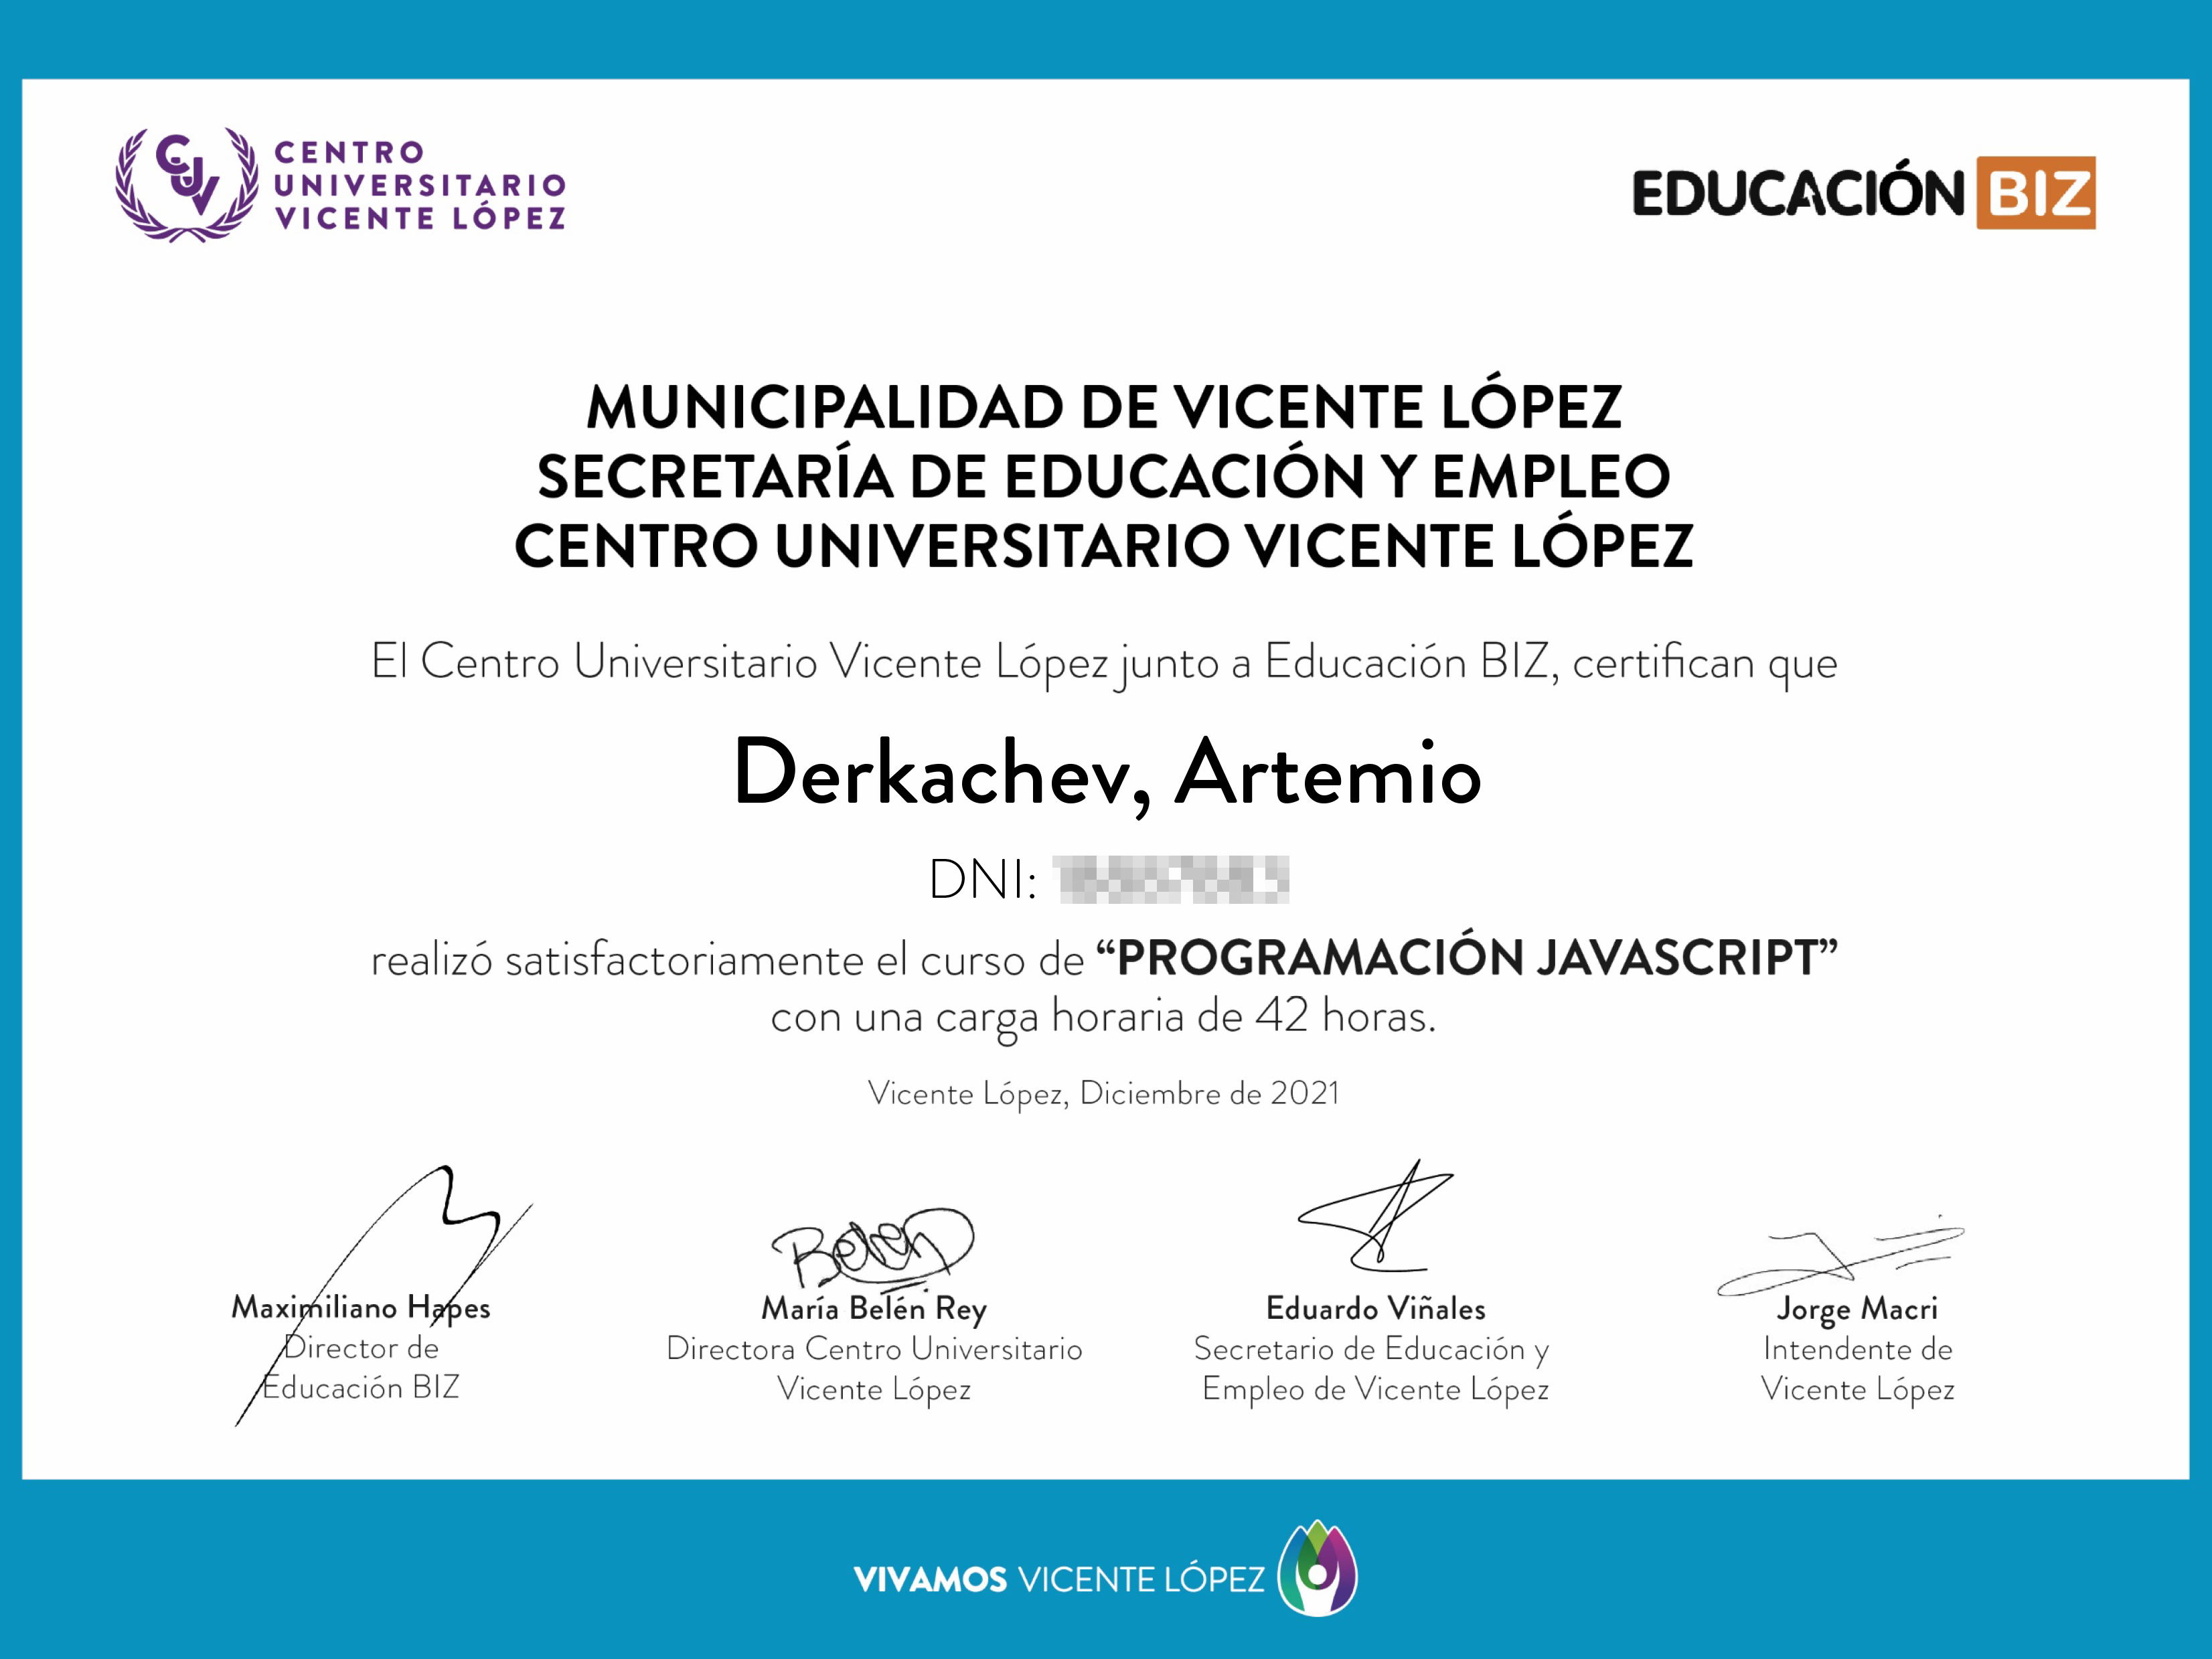 CUV
CENTRO
UNIVERSITARIO
VICENTE LÓPEZ
EDUCACIÓN BIZ
MUNICIPALIDAD DE VICENTE LÓPEZ
SECRETARÍA DE EDUCACIÓN Y EMPLEO
CENTRO UNIVERSITARIO VICENTE LÓPEZ
El Centro Universitario Vicente López junto a Educación BIZ, certifican que
Derkachev, Artemio
DNI:
realizó satisfactoriamente el curso de “PROGRAMACIÓN JAVASCRIPT”
con una carga horaria de 42 horas.
Vicente López, Diciembre de 2021
Belén
Maximiliano Hapes
Director de
Educación BIZ
María Belén Rey
Directora Centro Universitario
Vicente López
Eduardo Viñales
Secretario de Educación y
Empleo de Vicente López
Jorge Macri
Intendente de
Vicente López
VIVAMOS VICENTE LÓPEZ